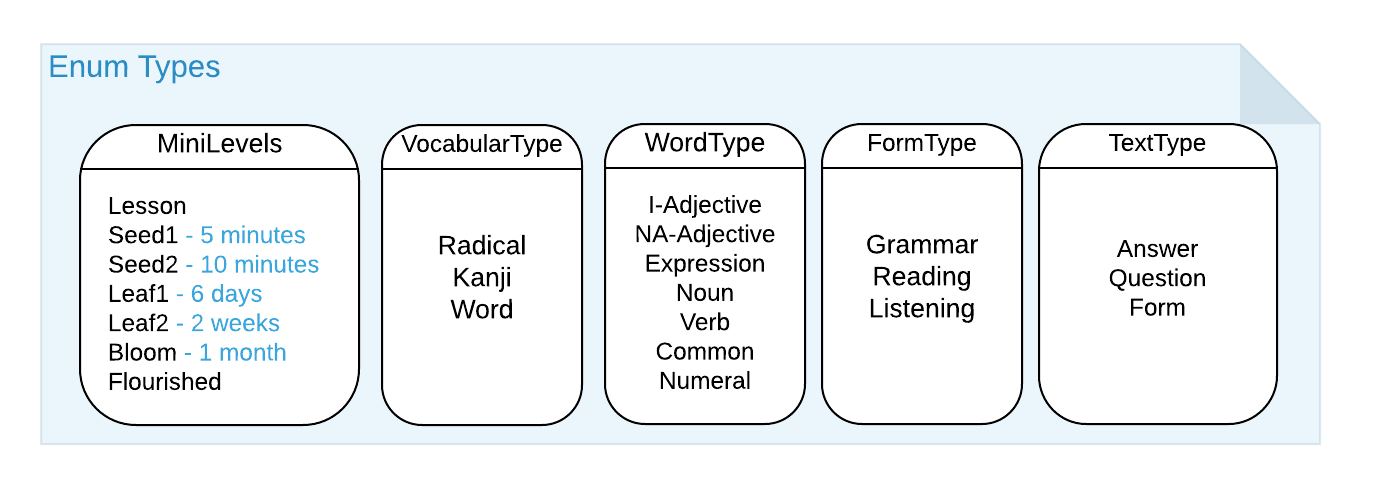 Enum Types
MiniLevels
Lesson
Seed1 - 5 minutes
Seed2 - 10 minutes
Leaf1 - 6 days
Leaf2 - 2 weeks
Bloom - 1 month
Flourished
VocabularType
Radical
Kanji
Word
WordType
I-Adjective
NA-Adjective
Expression
Noun
Verb
Common
Numeral
FormType
Grammar
Reading
Listening
TextType
Answer
Question
Form